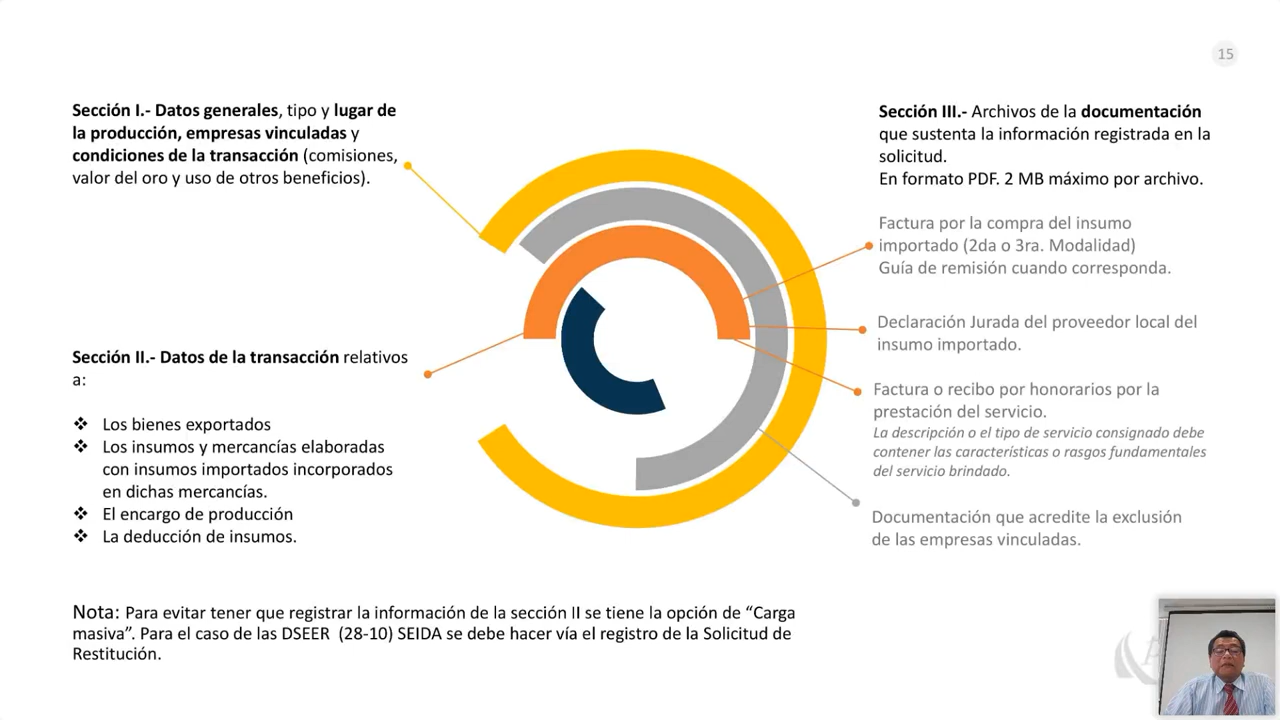 15
Sección I.- Datos generales, tipo y lugar de
la producción, empresas vinculadas y
condiciones de la transacción (comisiones,
valor del oro y uso de otros beneficios).
Sección II.- Datos de la transacción relativos
a:
❖ Los bienes exportados
❖ Los insumos y mercancías elaboradas
con insumos importados incorporados
en dichas mercancías.
❖ El encargo de producción
❖ La deducción de insumos.
Sección III.- Archivos de la documentación
que sustenta la información registrada en la
solicitud.
En formato PDF. 2 MB máximo por archivo.
Factura por la compra del insumo
importado (2da o 3ra. Modalidad)
Guía de remisión cuando corresponda.
Declaración Jurada del proveedor local del
insumo importado.
Factura o recibo por honorarios por la
prestación del servicio.
La descripción o el tipo de servicio consignado debe
contener las características o rasgos fundamentales
del servicio brindado.
Documentación que acredite la exclusión
de las empresas vinculadas.
Nota: Para evitar tener que registrar la información de la sección II se tiene la opción de “Carga
masiva”. Para el caso de las DSEER (28-10) SEIDA se debe hacer vía el registro de la Solicitud de
Restitución.